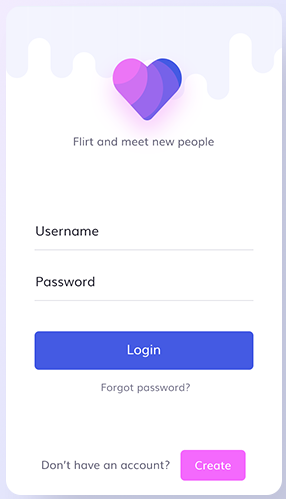 Flirt and meet new people
Username
Password
Login
Forgot password?
Don't have an account? Create